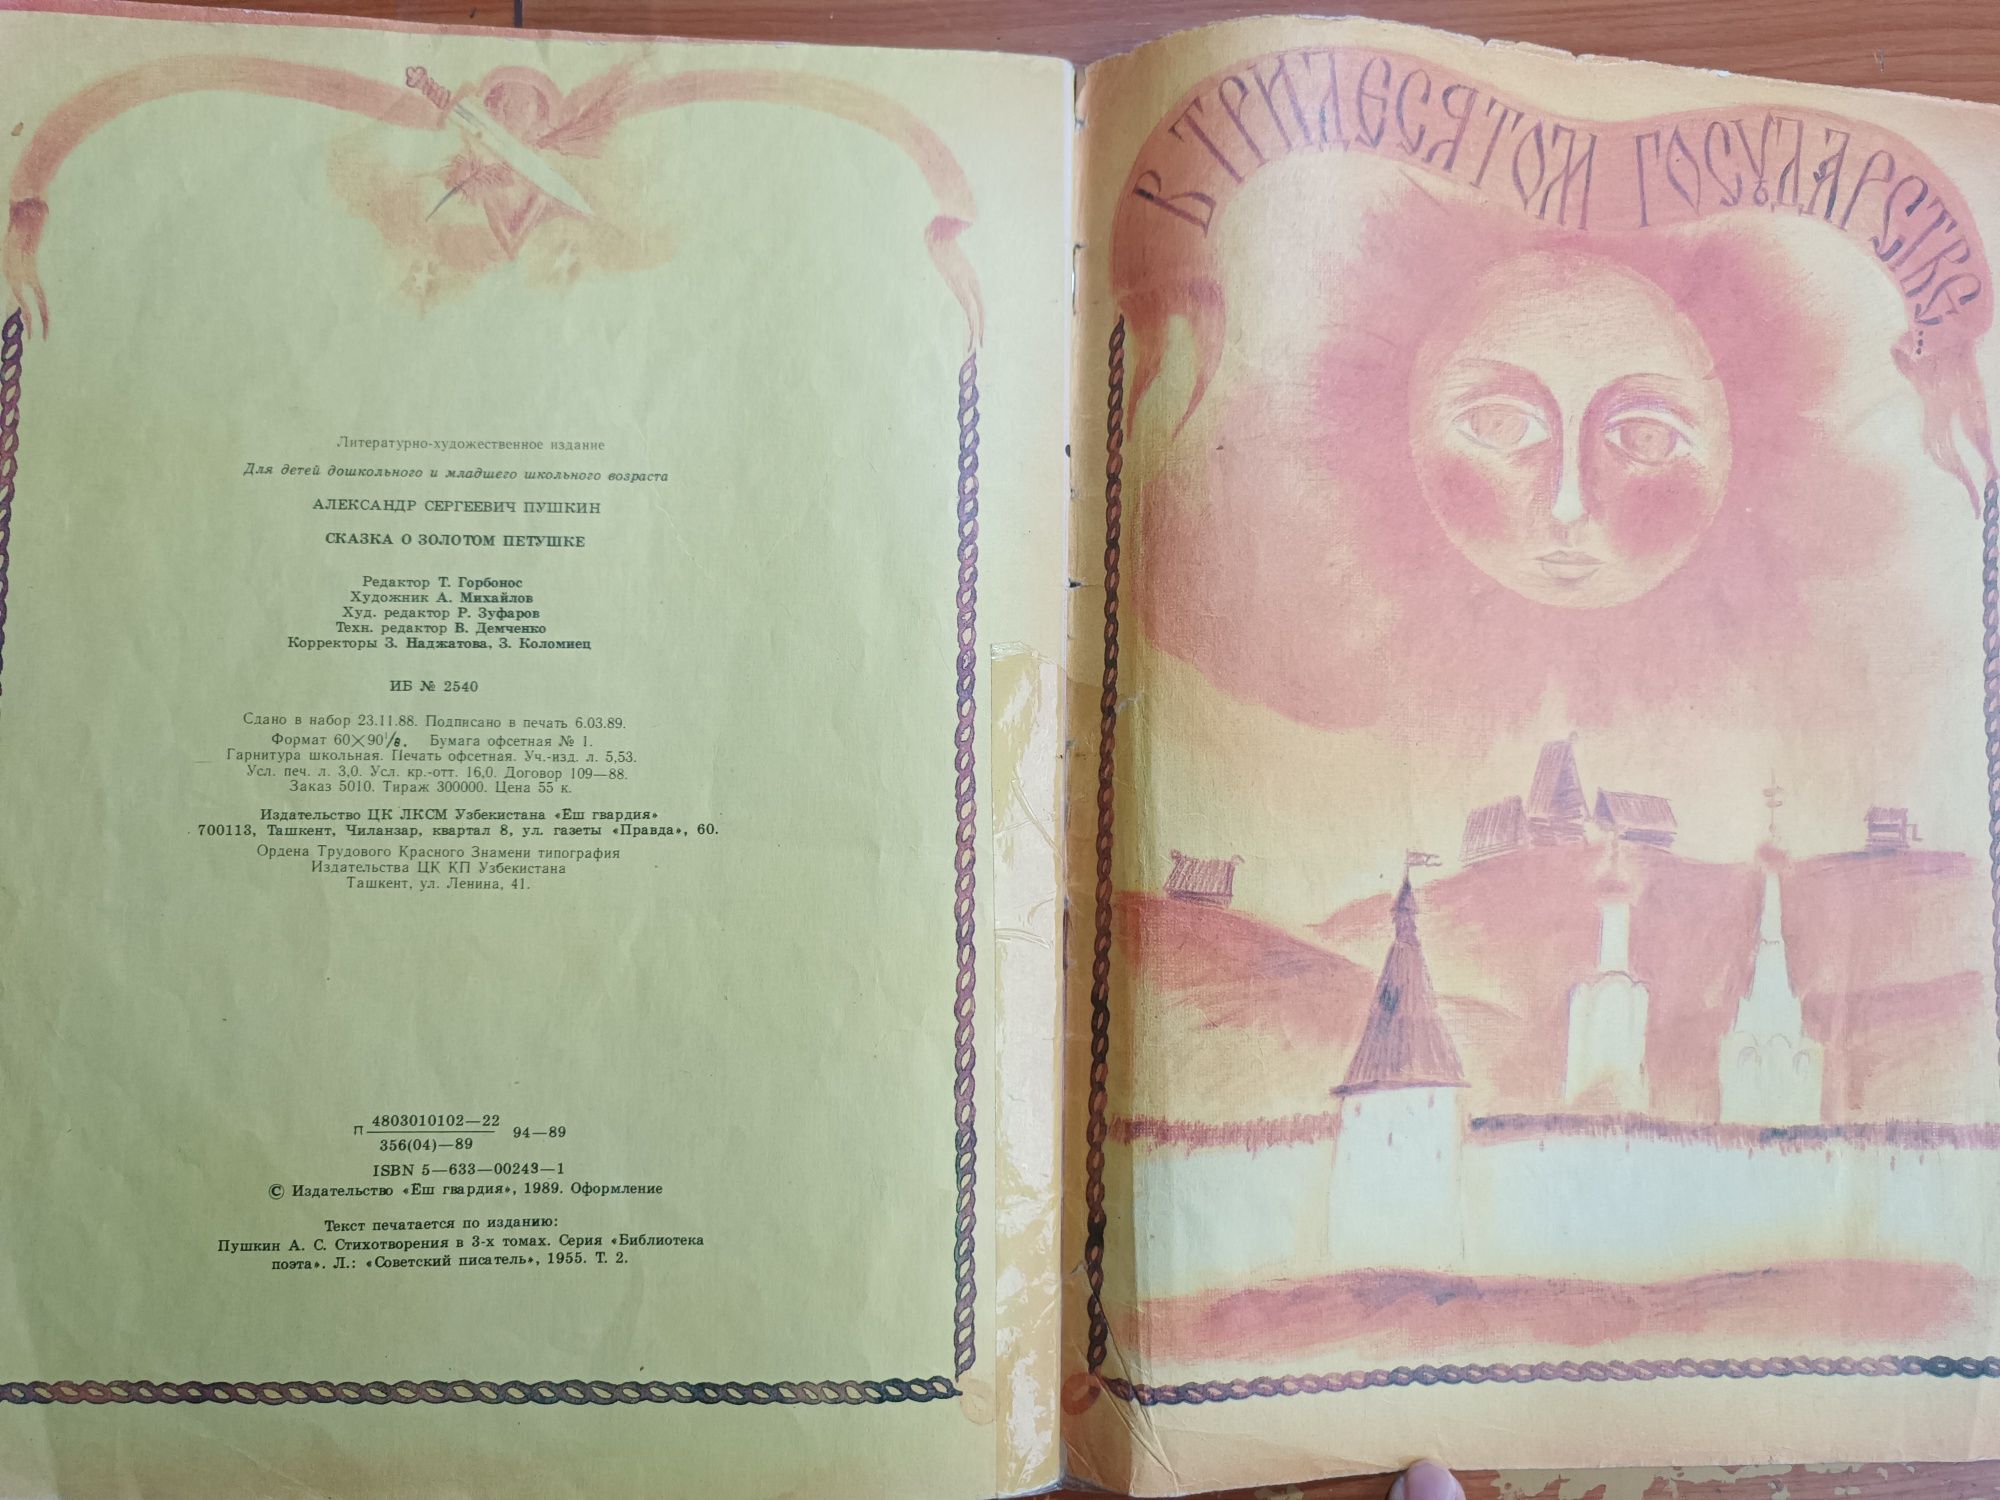 Литературно-художественное издание
Для детей дошкольного и младшего школьного возраста
АЛЕКСАНДР СЕРГЕЕВИЧ ПУШКИН
СКАЗКА О ЗОЛОТОМ ПЕТУШКЕ
Редактор Т. Горбонос
Художник А. Михайлов
Худ. редактор Р. Зуфаров
Техн. редактор В. Демченко
Корректоры З. Наджатова, З. Коломиец
ИБ № 2540
Сдано в набор 23.11.88. Подписано в печать 6.03.89.
Формат 60×90 1/8. Бумага офсетная № 1.
Гарнитура школьная. Печать офсетная. Уч.-изд. л. 5,53.
Усл. печ. л. 3,0. Усл. кр.-отт. 16,0. Договор 109—88.
Заказ 5010. Тираж 300000. Цена 55 к.
Издательство ЦК ЛКСМ Узбекистана «Ёш гвардия»
700113, Ташкент, Чиланзар, квартал 8, ул. газеты «Правда», 60.
Ордена Трудового Красного Знамени типография
Издательства ЦК КП Узбекистана
Ташкент, ул. Ленина, 41.
П 4803010102—22
356(04)—89 94—89
ISBN 5—633—00243—1
© Издательство «Ёш гвардия», 1989. Оформление
Текст печатается по изданию:
Пушкин А. С. Стихотворения в 3-х томах. Серия «Библиотека
поэта». Л.: «Советский писатель», 1955. Т. 2.
В ТРИДЕСЯТОМ ГОСУДАРСТВЕ...